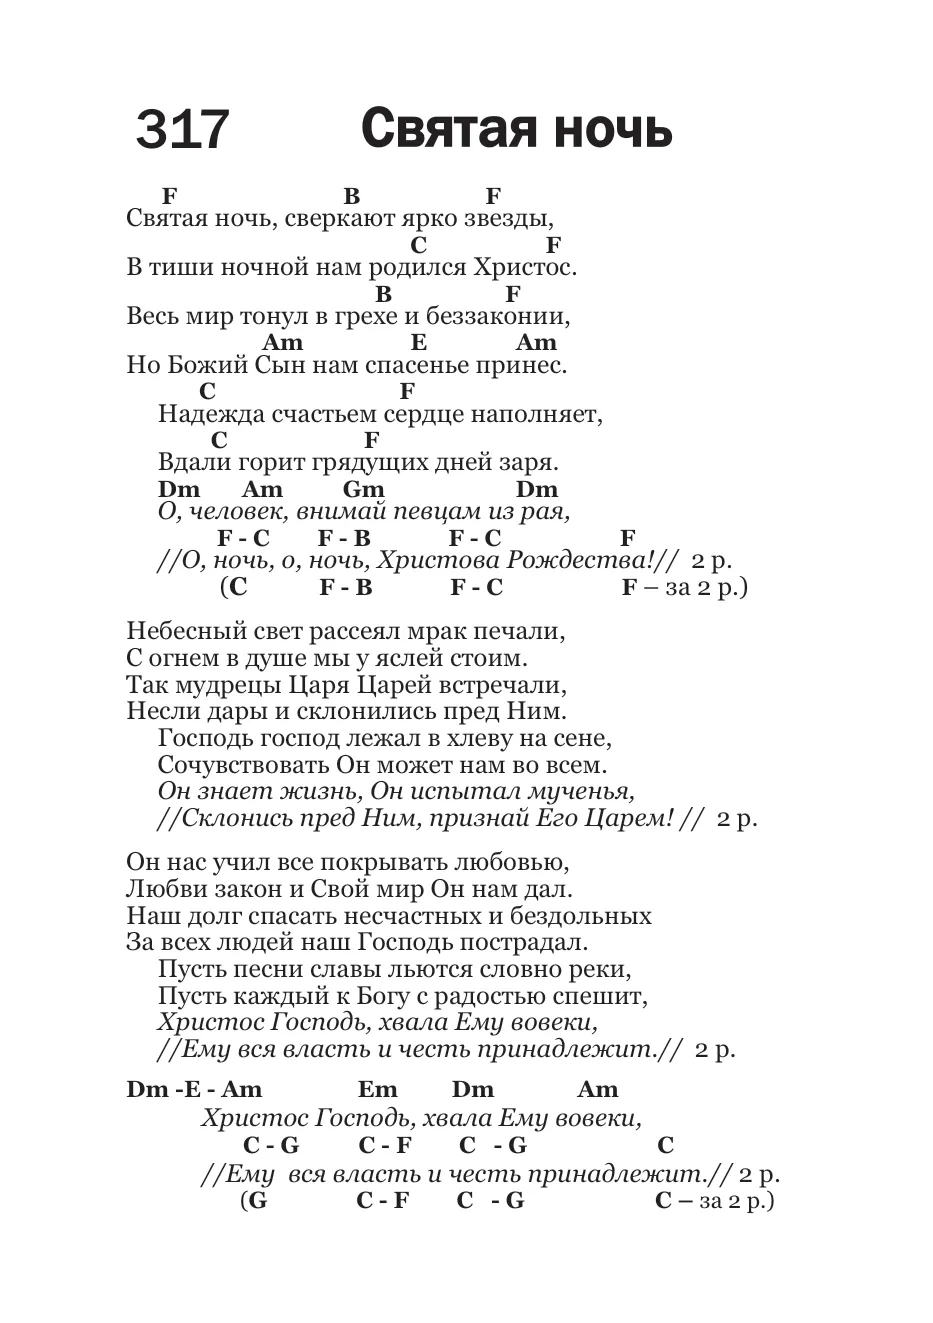 317 Святая ночь
F B F
Святая ночь, сверкают ярко звезды,
C F
В тиши ночной нам родился Христос.
B F
Весь мир тонул в грехе и беззаконии,
Am E Am
Но Божий Сын нам спасенье принес.
C F
Надежда счастьем сердце наполняет,
C F
Вдали горит грядущих дней заря.
Dm Am Gm Dm
О, человек, внимай певцам из рая,
F - C F - B F - C F
//О, ночь, о, ночь, Христова Рождества!// 2 р.
(C F - B F - C F – за 2 р.)
Небесный свет рассеял мрак печали,
С огнем в душе мы у яслей стоим.
Так мудрецы Царя Царей встречали,
Несли дары и склонились пред Ним.
Господь господ лежал в хлеву на сене,
Сочувствовать Он может нам во всем.
Он знает жизнь, Он испытал мученья,
//Склонись пред Ним, признай Его Царем! // 2 р.
Он нас учил все покрывать любовью,
Любви закон и Свой мир Он нам дал.
Наш долг спасать несчастных и бездольных
За всех людей наш Господь пострадал.
Пусть песни славы льются словно реки,
Пусть каждый к Богу с радостью спешит,
Христос Господь, хвала Ему вовеки,
//Ему вся власть и честь принадлежит.// 2 р.
Dm -E - Am Em Dm Am
Христос Господь, хвала Ему вовеки,
C - G C - F C - G C
//Ему вся власть и честь принадлежит.// 2 р.
(G C - F C - G C – за 2 р.)